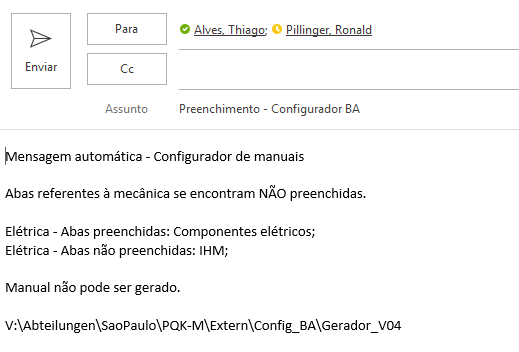 Enviar
Para
Alves, Thiago; Pillinger, Ronald
Cc
Assunto
Preenchimento - Configurador BA
Mensagem automática - Configurador de manuais
Abas referentes à mecânica se encontram NÃO preenchidas.
Elétrica - Abas preenchidas: Componentes elétricos;
Elétrica - Abas não preenchidas: IHM;
Manual não pode ser gerado.
V:\Abteilungen\SaoPaulo\PQK-M\Extern\Config_BA\Gerador_V04